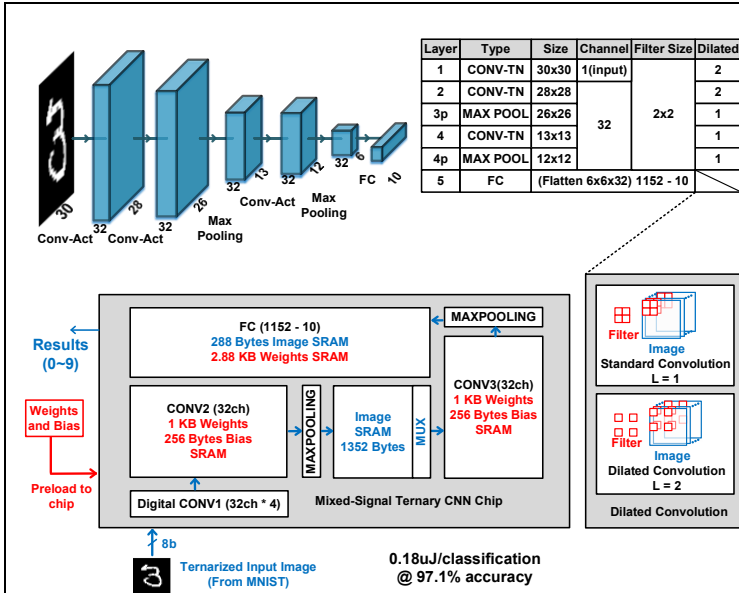 30
32
28
32
26
32
13
32
12
32
6
FC
10
Conv-Act
Conv-Act
Max
Pooling
Conv-Act
Max
Pooling
Layer Type Size Channel Filter Size Dilated
1 CONV-TN 30x30 1(input) 2
2 CONV-TN 28x28 2
3p MAX POOL 26x26 32 2x2 1
4 CONV-TN 13x13 1
4p MAX POOL 12x12 1
5 FC (Flatten 6x6x32) 1152 - 10
FC (1152 - 10)
288 Bytes Image SRAM
2.88 KB Weights SRAM
MAXPOOLING
Results
(0~9)
Weights
and Bias
Preload to
chip
CONV2 (32ch)
1 KB Weights
256 Bytes Bias
SRAM
MAXPOOLING
Image
SRAM
1352 Bytes
MUX
CONV3(32ch)
1 KB Weights
256 Bytes Bias
SRAM
Digital CONV1 (32ch * 4)
Mixed-Signal Ternary CNN Chip
8b
Ternarized Input Image
(From MNIST)
3
0.18uJ/classification
@ 97.1% accuracy
Filter
Image
Standard Convolution
L = 1
Filter
Image
Dilated Convolution
L = 2
Dilated Convolution